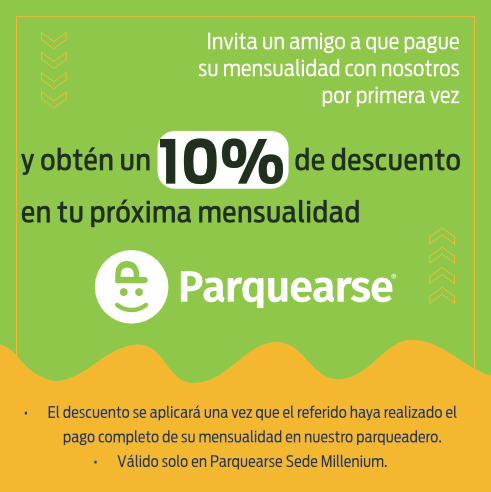 Invita un amigo a que pague
su mensualidad con nosotros
por primera vez
y obtén un 10% de descuento
en tu próxima mensualidad
Parquearse®
• El descuento se aplicará una vez que el referido haya realizado el
pago completo de su mensualidad en nuestro parqueadero.
• Válido solo en Parquearse Sede Millenium.